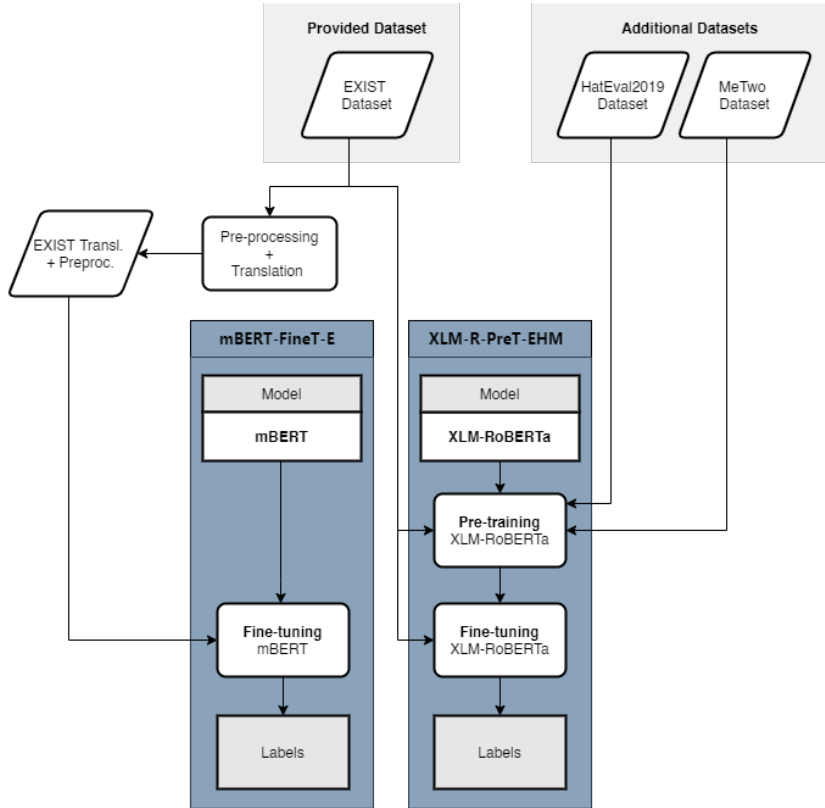 Provided Dataset
Additional Datasets
EXIST
Dataset
HatEval2019
Dataset
MeTwo
Dataset
EXIST Transl.
+ Preproc.
Pre-processing
+
Translation
mBERT-FineT-E
XLM-R-PreT-EHM
Model
mBERT
Model
XLM-RoBERTa
Pre-training
XLM-RoBERTa
Fine-tuning
mBERT
Fine-tuning
XLM-RoBERTa
Labels
Labels